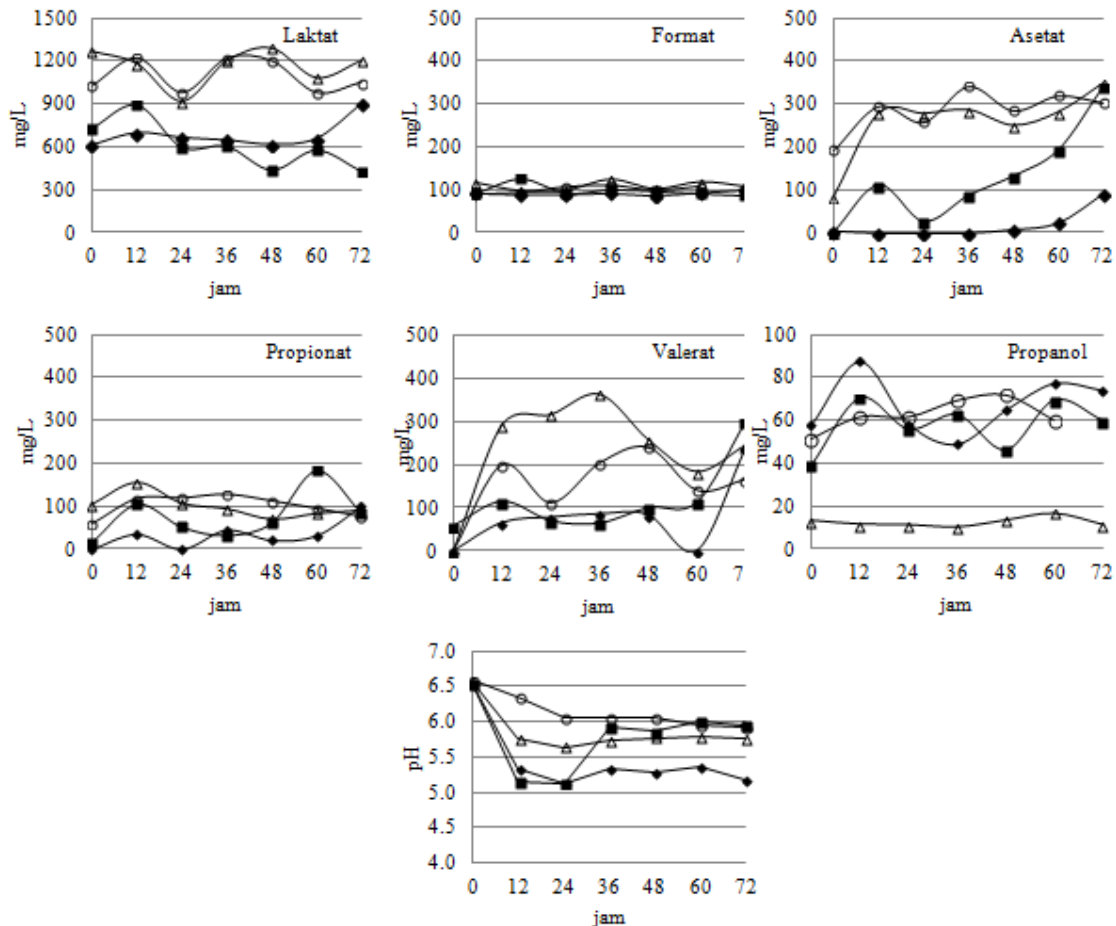 1500
1200
900
600
300
0
mg/L
Laktat
0 12 24 36 48 60 72
jam
500
400
300
200
100
0
mg/L
Format
0 12 24 36 48 60 7
jam
500
400
300
200
100
0
mg/L
Asetat
0 12 24 36 48 60 72
jam
500
400
300
200
100
0
mg/L
Propionat
0 12 24 36 48 60 72
jam
500
400
300
200
100
0
mg/L
Valerat
0 12 24 36 48 60 7
jam
100
80
60
40
20
0
mg/L
Propanol
0 12 24 36 48 60 72
jam
7.0
6.5
6.0
5.5
5.0
4.5
4.0
pH
0 12 24 36 48 60 72
jam